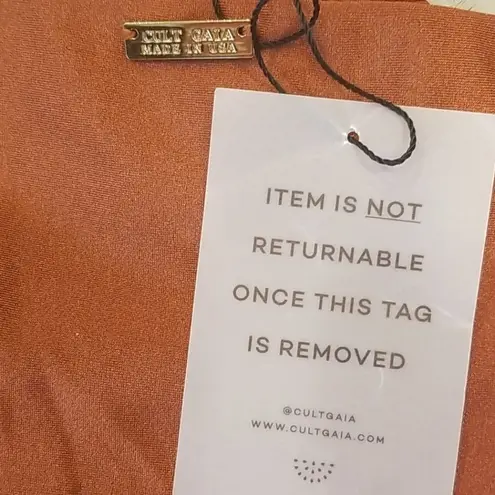 CULT GAIA
MADE IN USA
ITEM IS NOT
RETURNABLE
ONCE THIS TAG
IS REMOVED
@CULTGAIA
WWW.CULTGAIA.COM